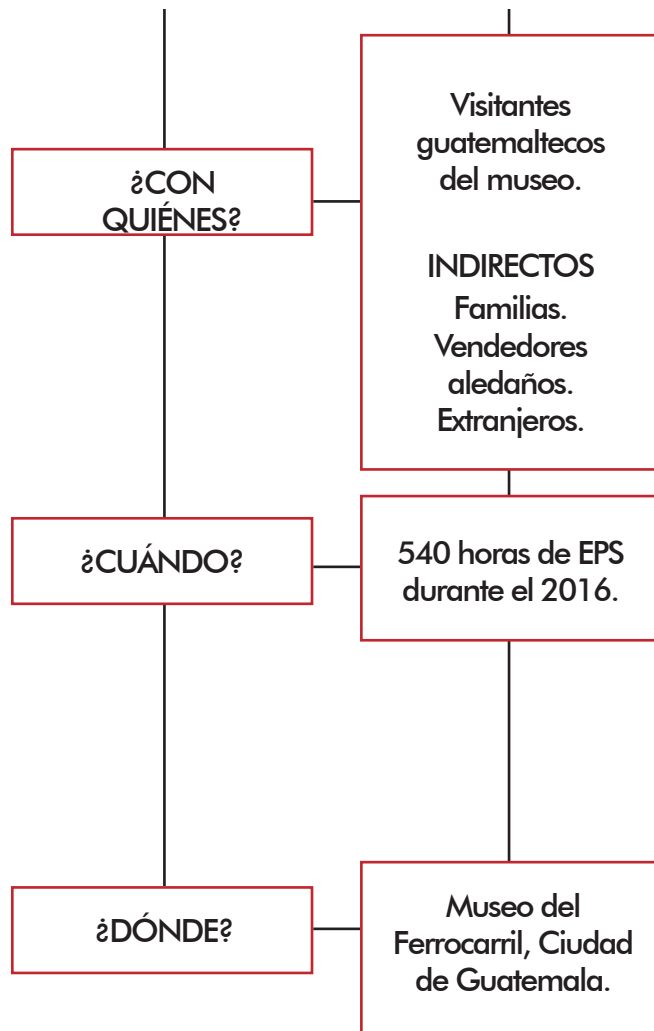 ¿CON
QUIÉNES?
Visitantes
guatemaltecos
del museo.
INDIRECTOS
Familias.
Vendedores
aledaños.
Extranjeros.
¿CUÁNDO?
540 horas de EPS
durante el 2016.
¿DÓNDE?
Museo del
Ferrocarril, Ciudad
de Guatemala.